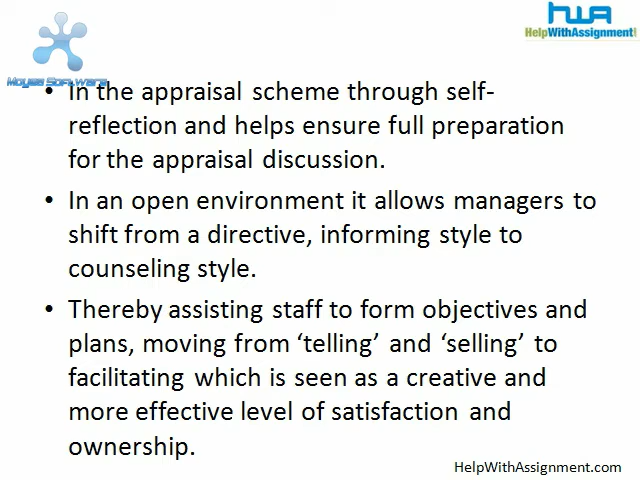 HWA
HelpWithAssignment!
Moyea Software
• In the appraisal scheme through self-
reflection and helps ensure full preparation
for the appraisal discussion.
• In an open environment it allows managers to
shift from a directive, informing style to
counseling style.
• Thereby assisting staff to form objectives and
plans, moving from ‘telling’ and ‘selling’ to
facilitating which is seen as a creative and
more effective level of satisfaction and
ownership.
HelpWithAssignment.com